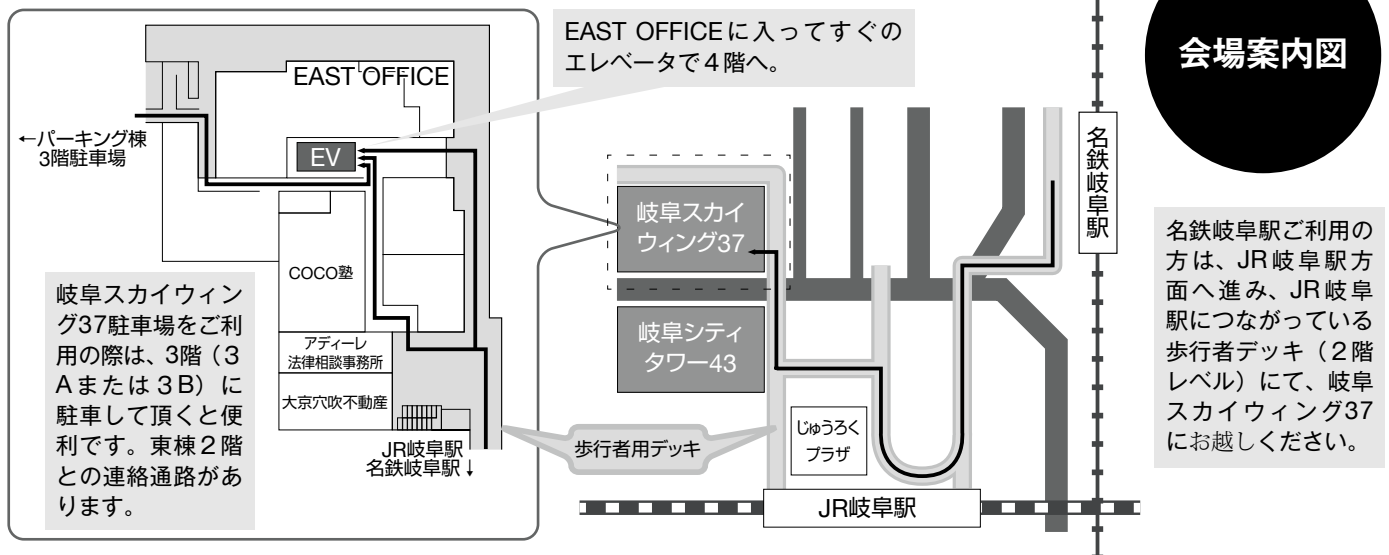 会場案内図
EAST OFFICEに入ってすぐの
エレベータで4階へ。
EAST OFFICE
←パーキング棟
3階駐車場
EV
COCO塾
アディーレ
法律相談事務所
大京穴吹不動産
JR岐阜駅
名鉄岐阜駅↓
岐阜スカイウィン
グ37駐車場をご利
用の際は、3階（3
Aまたは3B）に
駐車して頂くと便
利です。東棟2階
との連絡通路があ
ります。
歩行者用デッキ
岐阜スカイ
ウィング37
岐阜シティ
タワー43
じゅうろく
プラザ
JR岐阜駅
名鉄岐阜駅
名鉄岐阜駅ご利用の
方は、JR岐阜駅方
面へ進み、JR岐阜
駅につながっている
歩行者デッキ（2階
レベル）にて、岐阜
スカイウィング37
にお越しください。